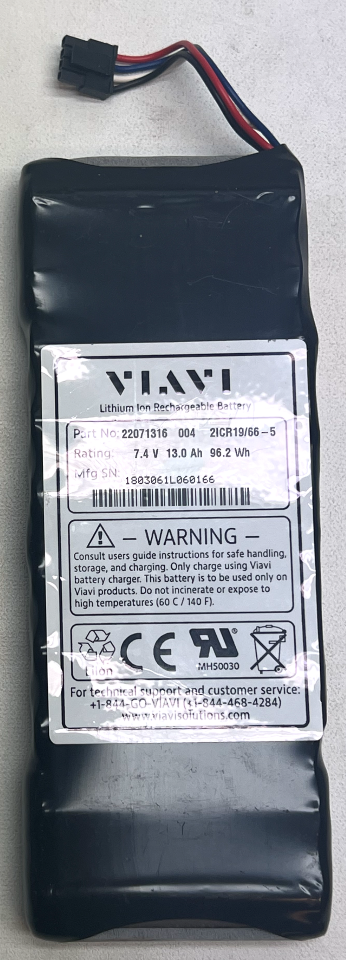 VIAVI
Lithium Ion Rechargeable Battery
Part No: 22071316 004 2ICR19/66-5
Rating: 7.4 V 13.0 Ah 96.2 Wh
Mfg SN:
1803061L060166
- WARNING -
Consult users guide instructions for safe handling,
storage, and charging. Only charge using Viavi
battery charger. This battery is to be used only on
Viavi products. Do not incinerate or expose to
high temperatures (60 C / 140 F).
Li Ion
CE
RU
MH50030
For technical support and customer service:
+1-844-GO-VIAVI (+1-844-468-4284)
www.viavisolutions.com